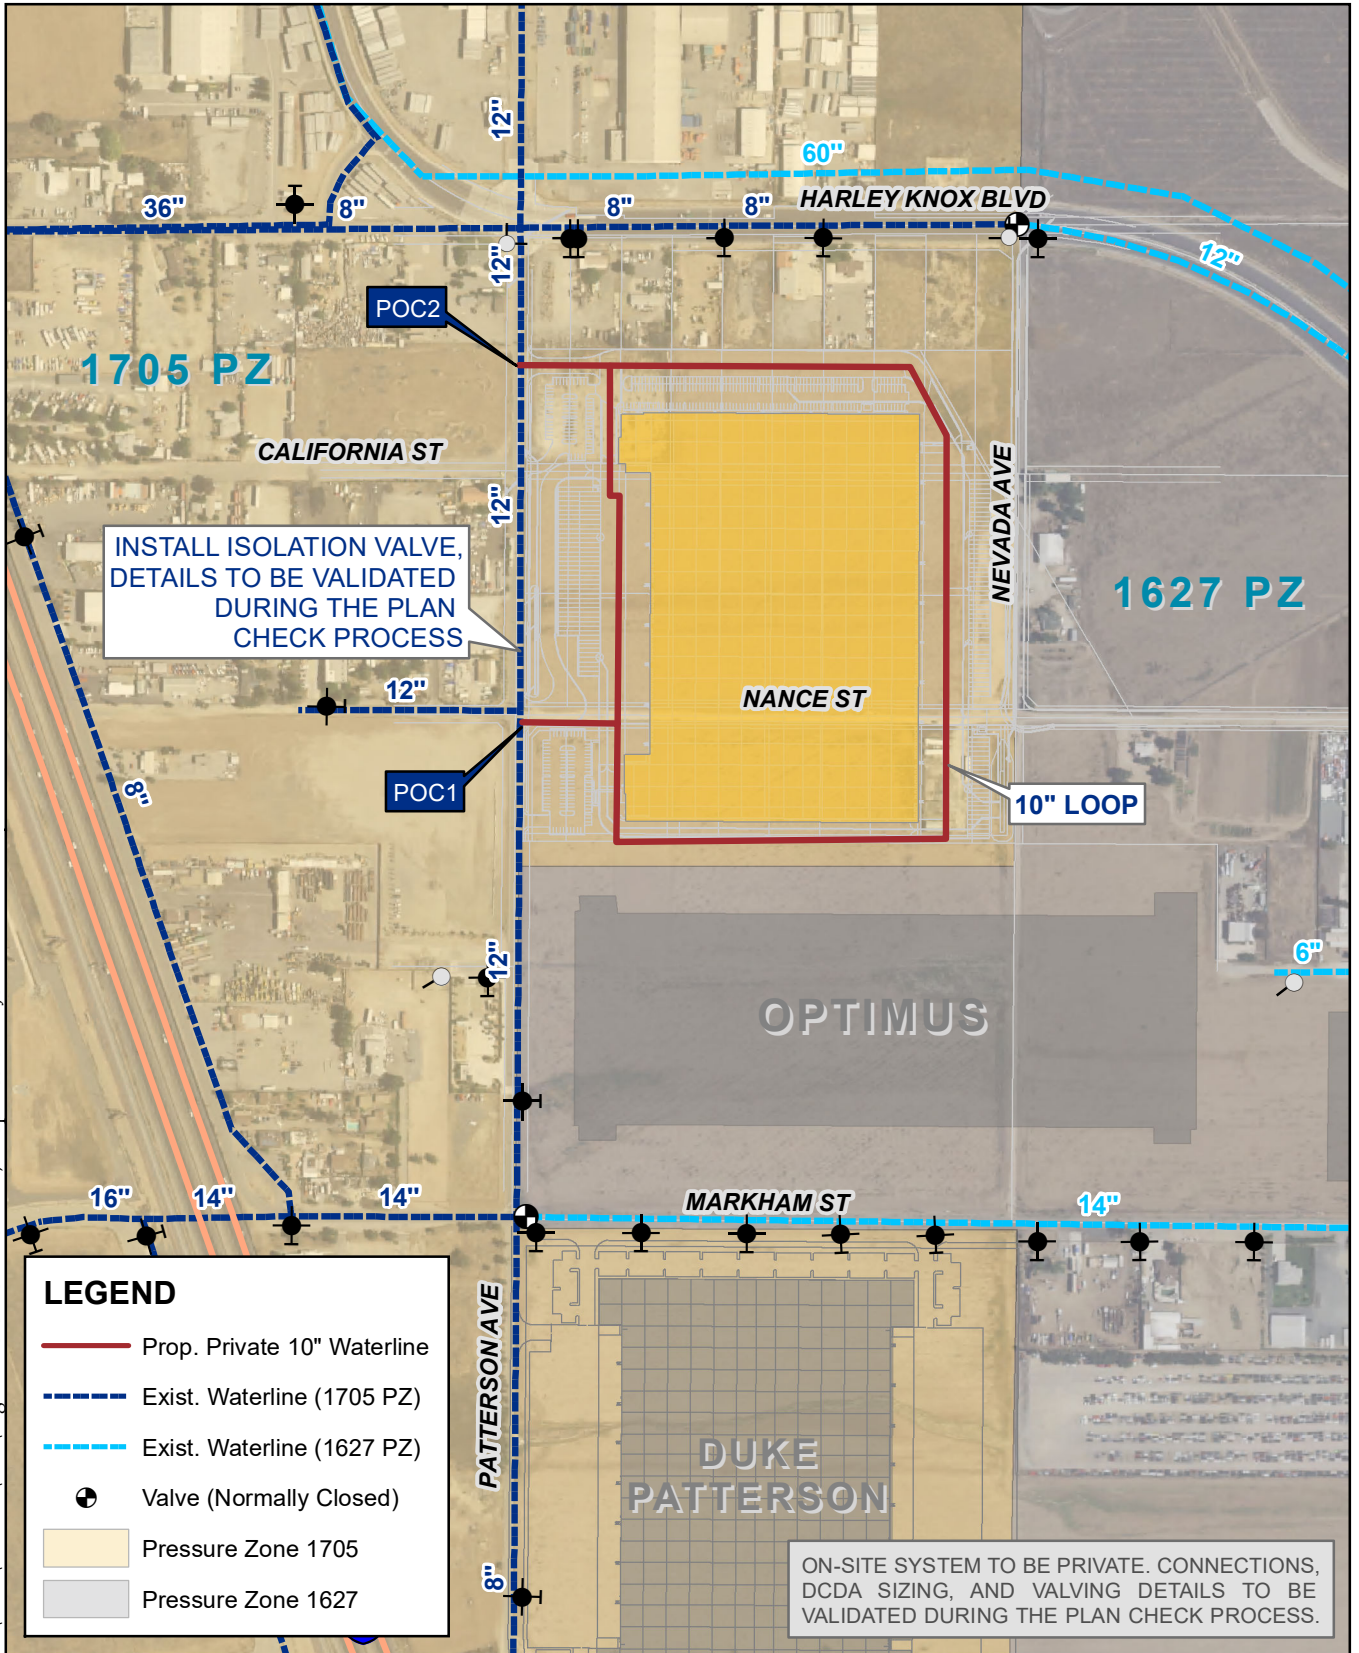 12"
60"
36"
8"
8"
8"
HARLEY KNOX BLVD
12"
12"
POC2
1705 PZ
CALIFORNIA ST
12"
NEVADA AVE
INSTALL ISOLATION VALVE,
DETAILS TO BE VALIDATED
DURING THE PLAN
CHECK PROCESS
1627 PZ
12"
NANCE ST
8"
POC1
10" LOOP
12"
6"
OPTIMUS
16"
14"
14"
MARKHAM ST
14"
PATTERSON AVE
DUKE
PATTERSON
8"
LEGEND
Prop. Private 10" Waterline
Exist. Waterline (1705 PZ)
Exist. Waterline (1627 PZ)
Valve (Normally Closed)
Pressure Zone 1705
Pressure Zone 1627
ON-SITE SYSTEM TO BE PRIVATE. CONNECTIONS,
DCDA SIZING, AND VALVING DETAILS TO BE
VALIDATED DURING THE PLAN CHECK PROCESS.